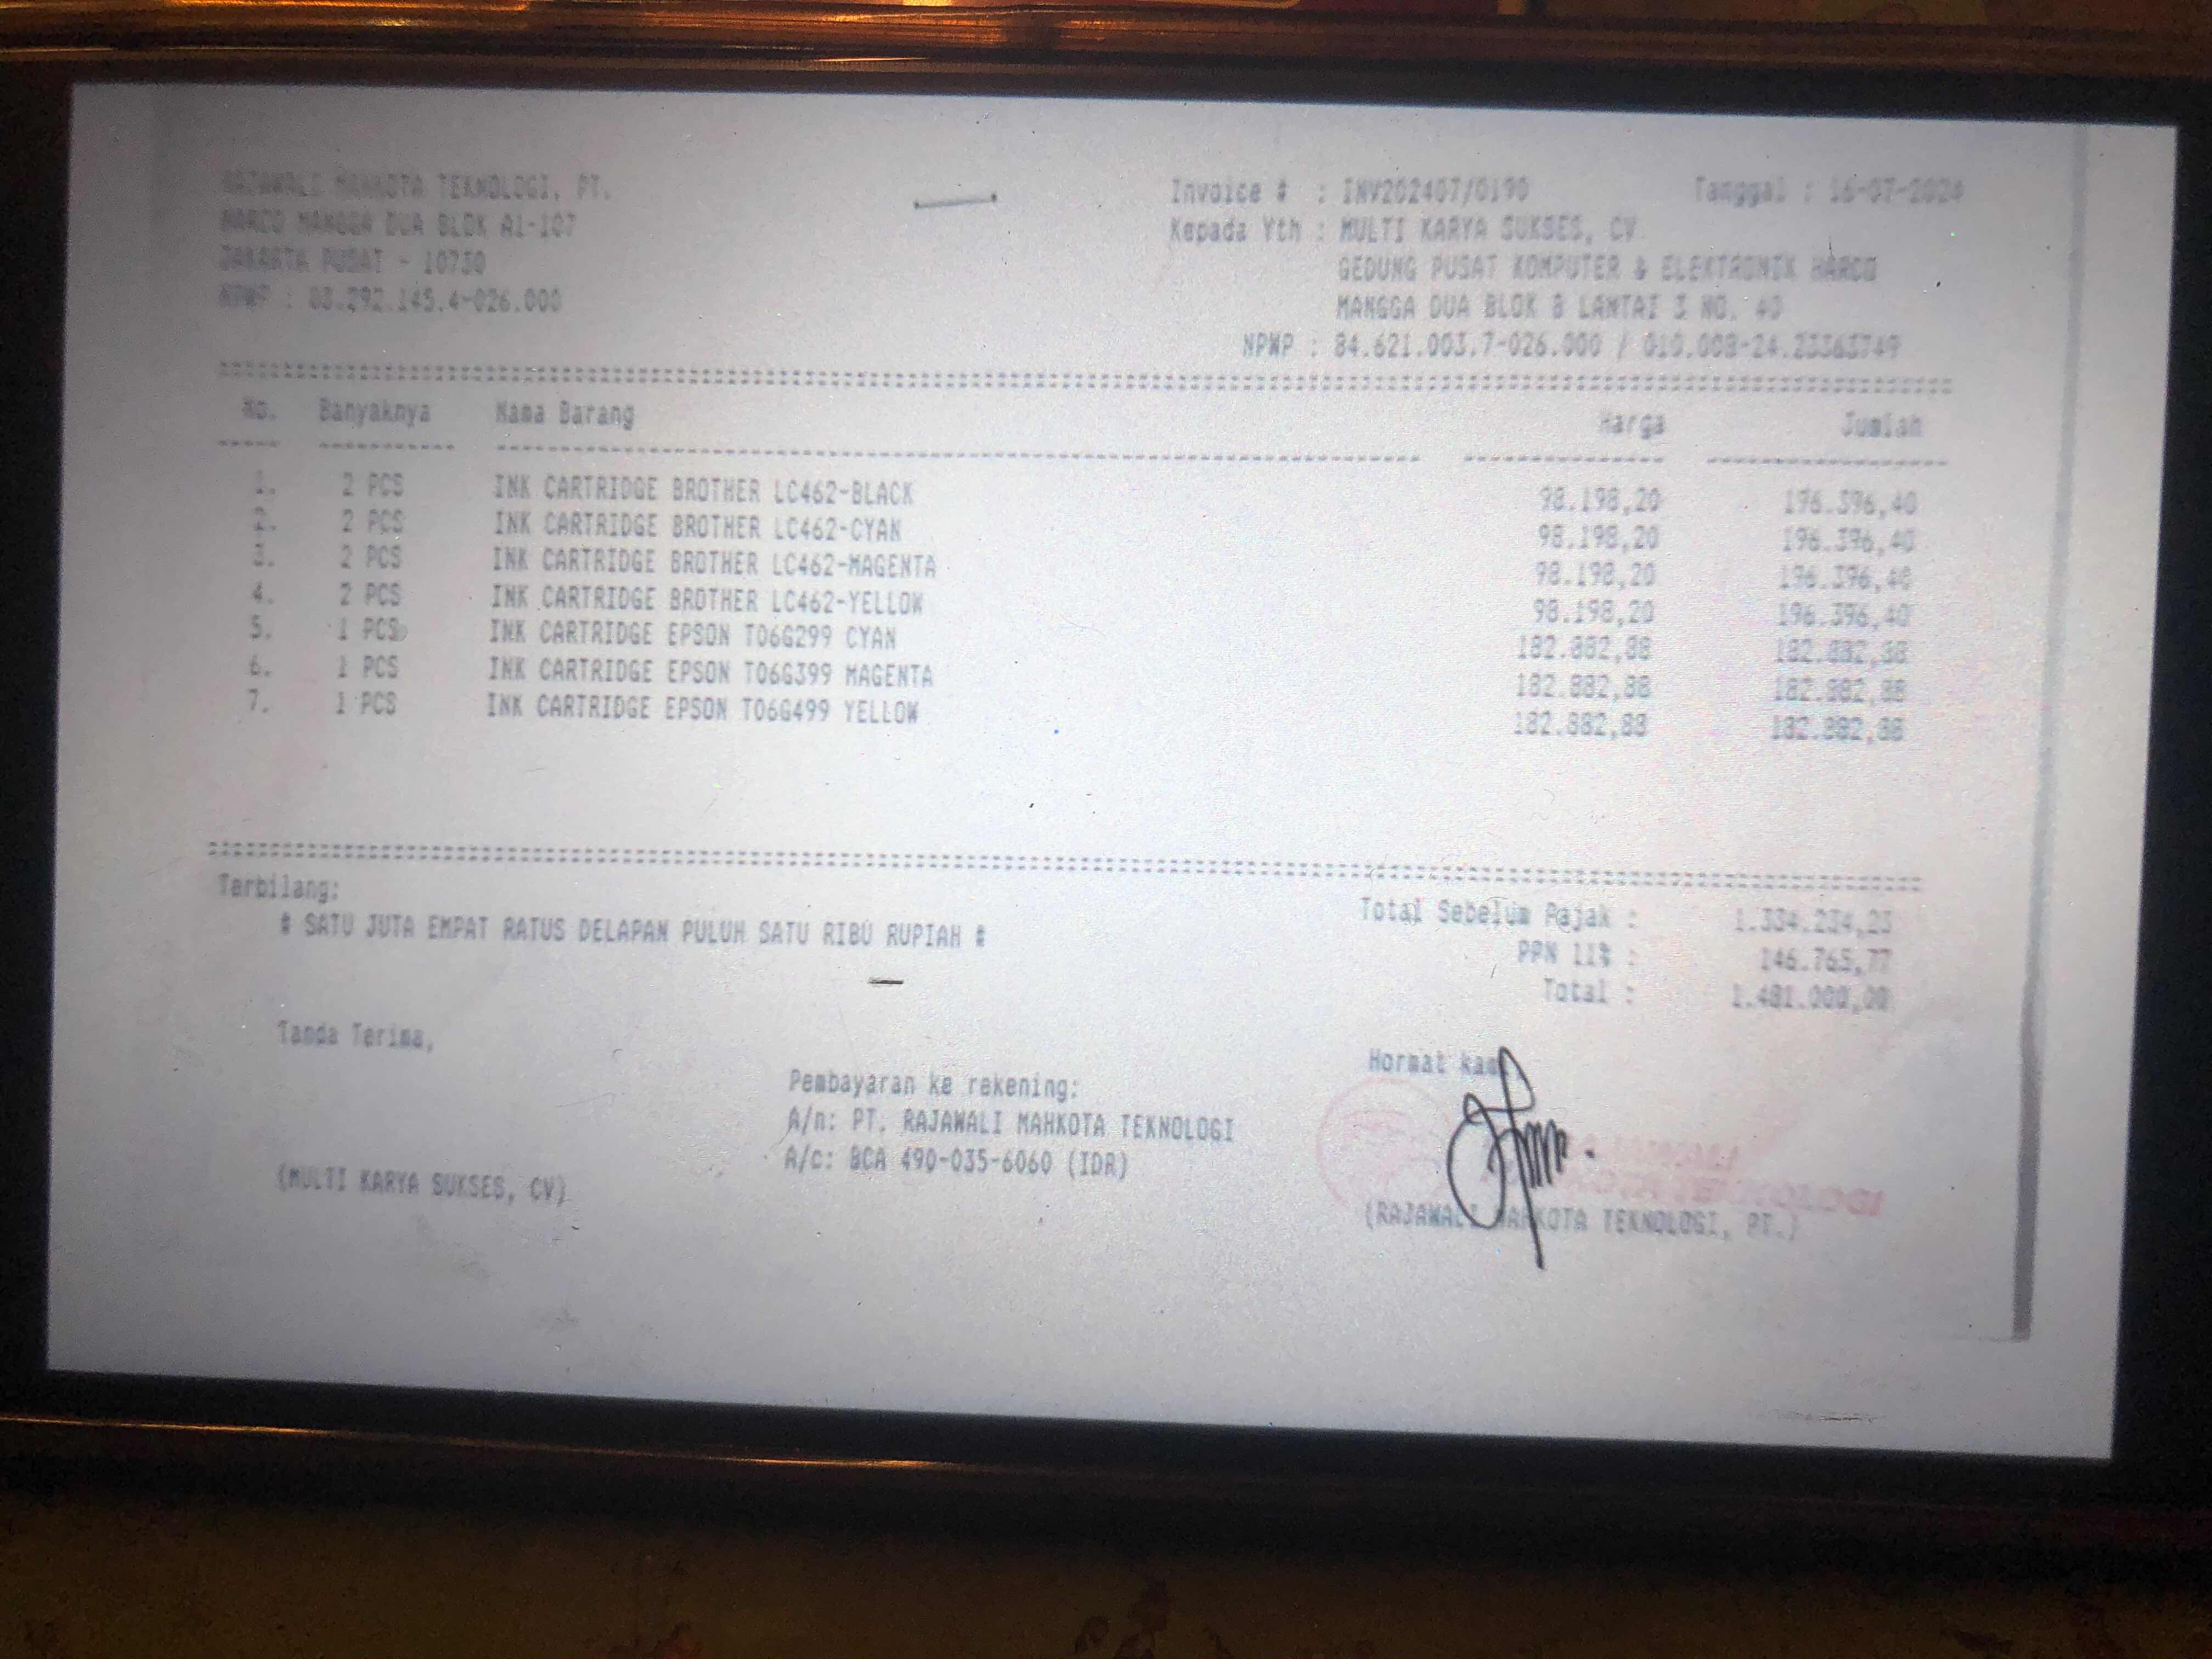 RAJAWALI MAHKOTA TEKNOLOGI, PT.
HARCO MANGGA DUA BLOK A1-107
JAKARTA PUSAT - 10730
NPWP : 83.292.145.4-026.000
Invoice # : INV202407/0190 Tanggal : 16-07-2024
Kepada Yth : MULTI KARYA SUKSES, CV
GEDUNG PUSAT KOMPUTER & ELEKTRONIK HARCO
MANGGA DUA BLOK B LANTAI 3 NO. 40
NPWP : 84.621.003.7-026.000 / 010.008-24.23363749
No. Banyaknya Nama Barang Harga Jumlah
1. 2 PCS INK CARTRIDGE BROTHER LC462-BLACK 98.198,20 196.396,40
2. 2 PCS INK CARTRIDGE BROTHER LC462-CYAN 98.198,20 196.396,40
3. 2 PCS INK CARTRIDGE BROTHER LC462-MAGENTA 98.198,20 196.396,40
4. 2 PCS INK CARTRIDGE BROTHER LC462-YELLOW 98.198,20 196.396,40
5. 1 PCS INK CARTRIDGE EPSON T06G299 CYAN 182.882,88 182.882,88
6. 1 PCS INK CARTRIDGE EPSON T06G399 MAGENTA 182.882,88 182.882,88
7. 1 PCS INK CARTRIDGE EPSON T06G499 YELLOW 182.882,88 182.882,88
Terbilang:
# SATU JUTA EMPAT RATUS DELAPAN PULUH SATU RIBU RUPIAH #
Total Sebelum Pajak : 1.334.234,23
PPN 11% : 146.765,77
Total : 1.481.000,00
Tanda Terima,
(MULTI KARYA SUKSES, CV)
Pembayaran ke rekening:
A/n: PT. RAJAWALI MAHKOTA TEKNOLOGI
A/c: BCA 490-035-6060 (IDR)
Hormat kami
(RAJAWALI MAHKOTA TEKNOLOGI, PT.)